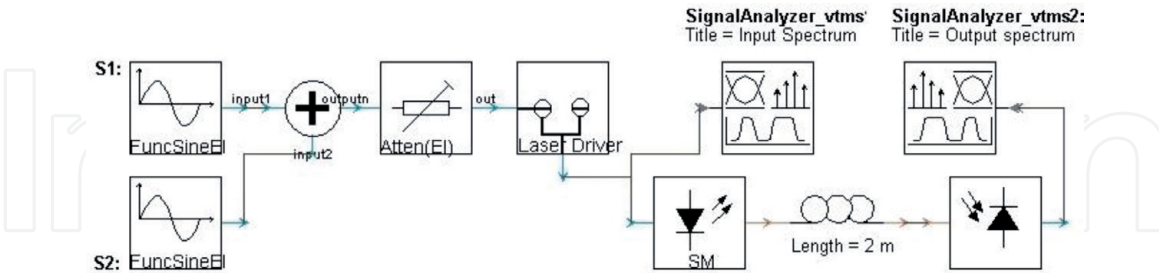 SignalAnalyzer_vtms1
Title = Input Spectrum
SignalAnalyzer_vtms2:
Title = Output spectrum
S1:
input1
outputn
out
FuncSineEl
input2
Atten(El)
Laser Driver
Length = 2 m
S2:
FuncSineEl
SM